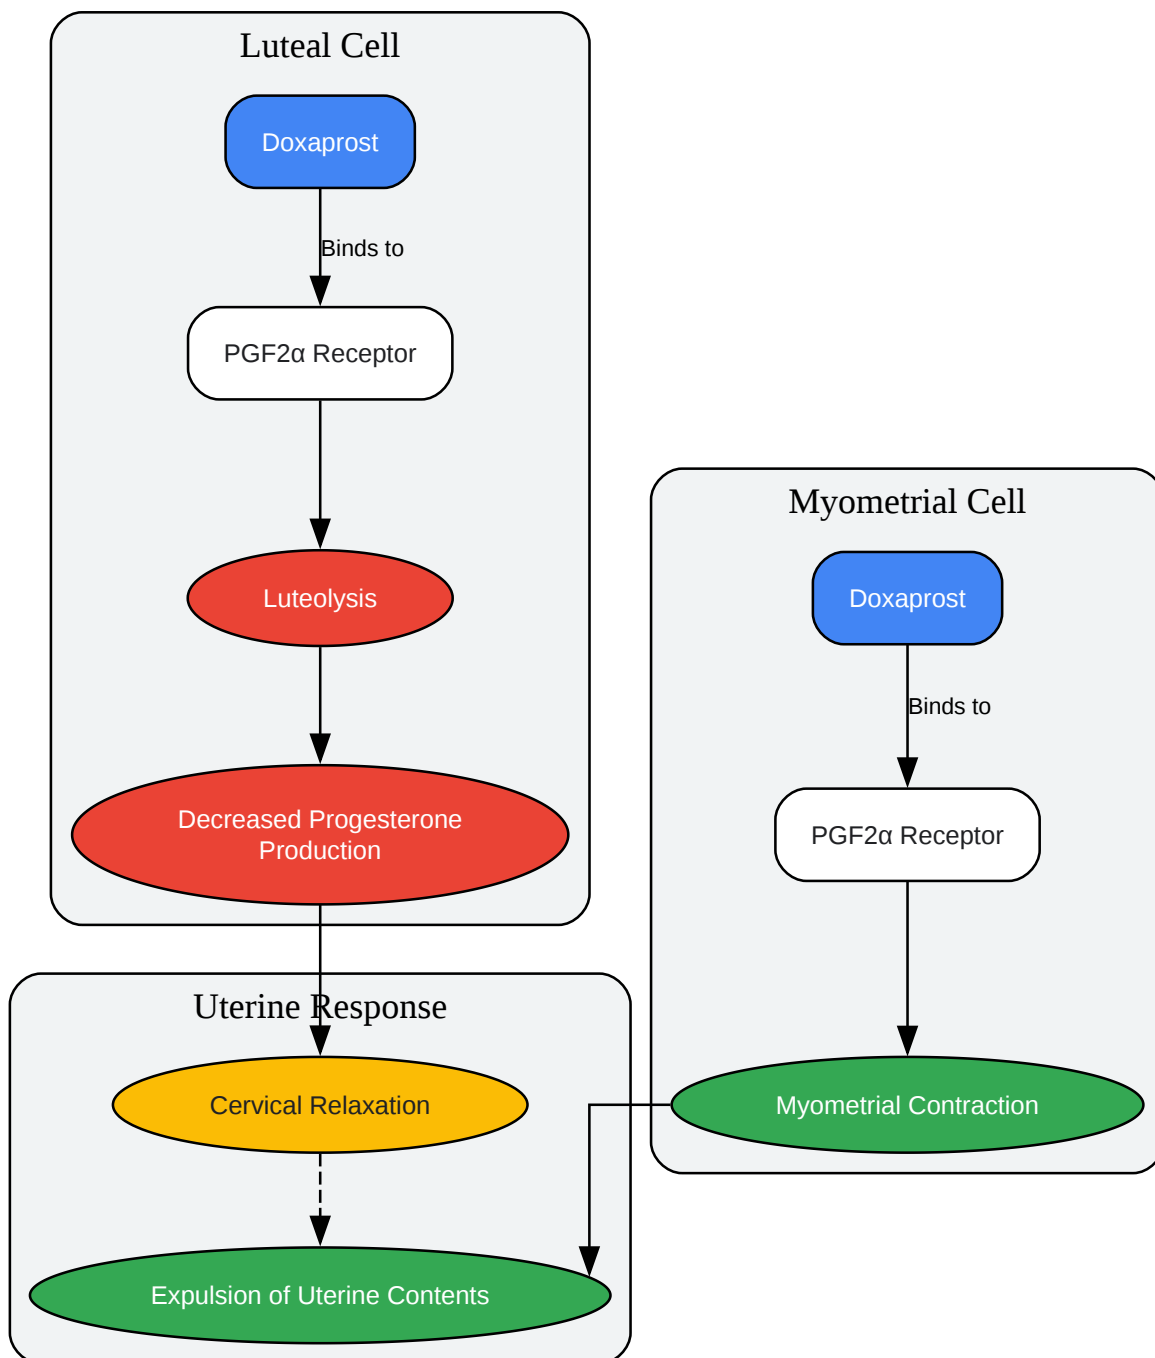 Luteal Cell
Doxaprost
Binds to
PGF2α Receptor
Luteolysis
Decreased Progesterone
Production
Myometrial Cell
Doxaprost
Binds to
PGF2α Receptor
Myometrial Contraction
Uterine Response
Cervical Relaxation
Expulsion of Uterine Contents